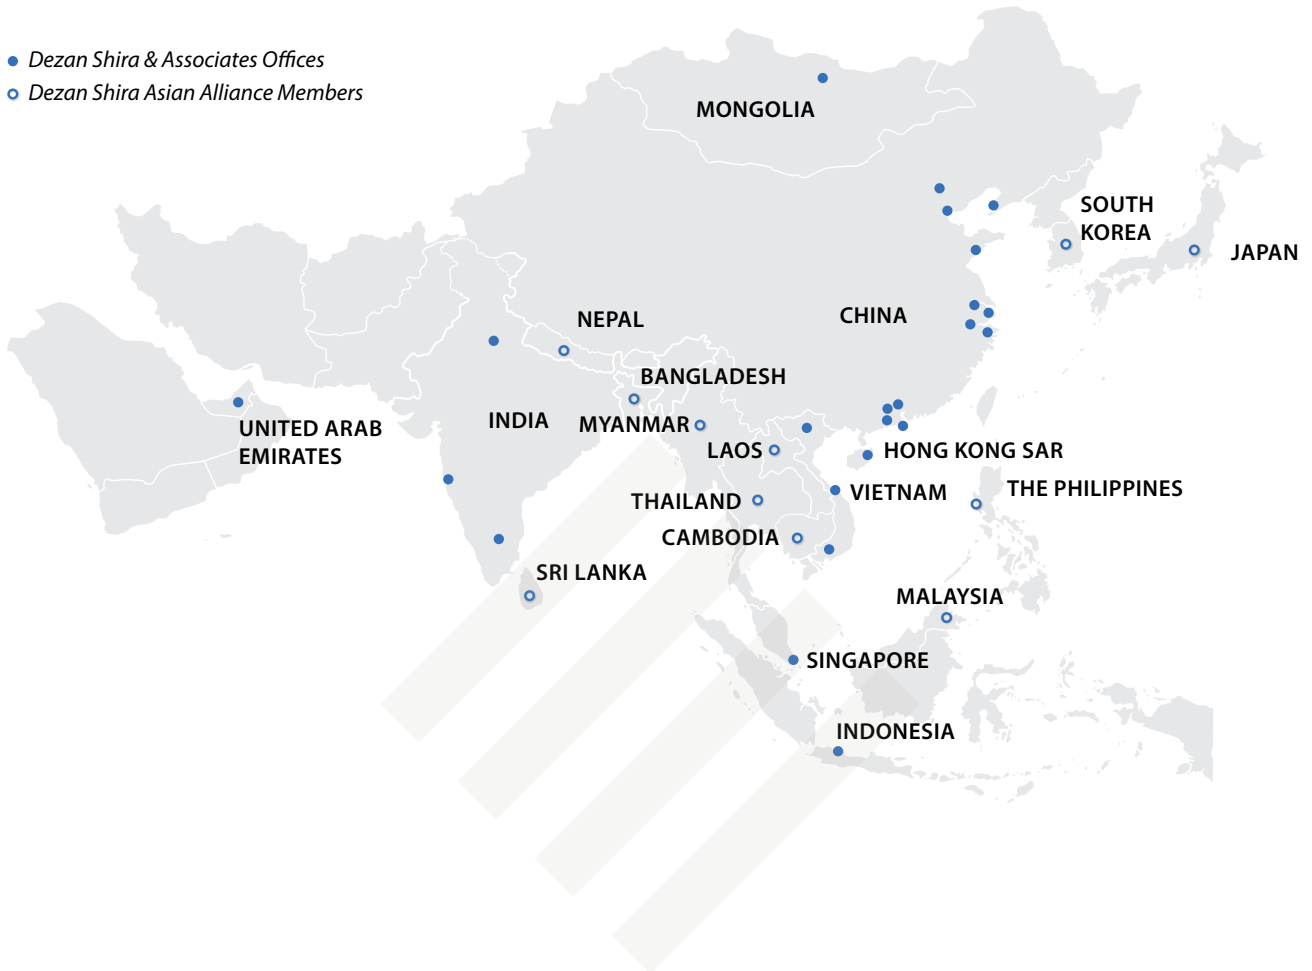 Dezan Shira & Associates Offices
Dezan Shira Asian Alliance Members
MONGOLIA
SOUTH
KOREA
JAPAN
CHINA
NEPAL
BANGLADESH
INDIA
MYANMAR
UNITED ARAB
EMIRATES
LAOS
HONG KONG SAR
THAILAND
VIETNAM
THE PHILIPPINES
CAMBODIA
SRI LANKA
MALAYSIA
SINGAPORE
INDONESIA